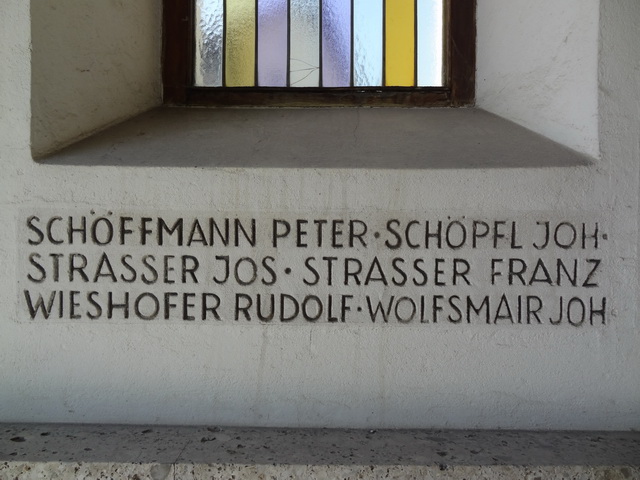 SCHÖFFMANN PETER·SCHÖPFL JOH·
STRASSER JOS·STRASSER FRANZ
WIESHOFER RUDOLF·WOLFSMAIR JOH